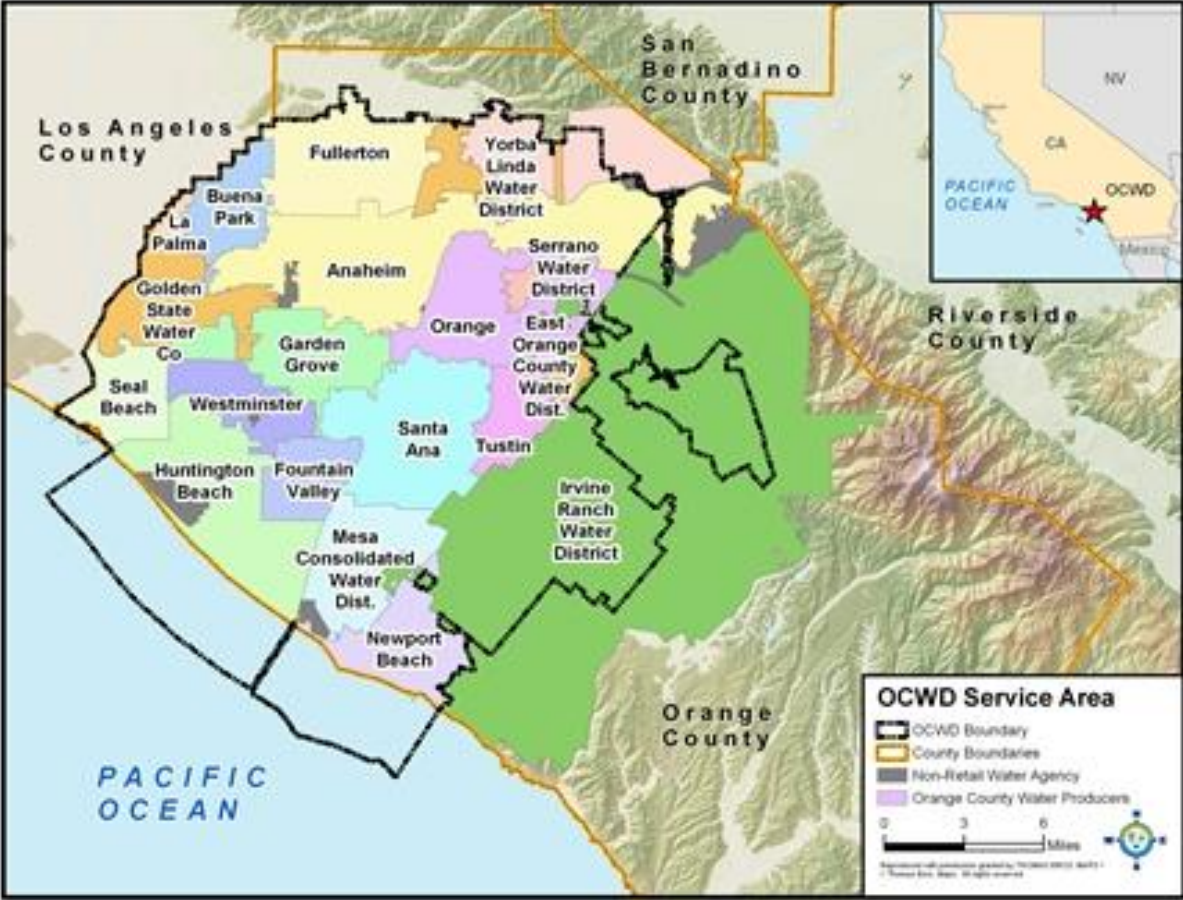 San
Bernadino
County
Los Angeles
County
NV
CA
PACIFIC
OCEAN
OCWD
Mexico
Fullerton
Yorba
Linda
Water
District
Buena
Park
La
Palma
Anaheim
Serrano
Water
District
Golden
State
Water
Co
Orange
East
Orange
County
Water
Dist.
Riverside
County
Garden
Grove
Seal
Beach
Westminster
Santa
Ana
Tustin
Huntington
Beach
Fountain
Valley
Irvine
Ranch
Water
District
Mesa
Consolidated
Water
Dist.
Newport
Beach
Orange
County
PACIFIC
OCEAN
OCWD Service Area
OCWD Boundary
County Boundaries
Non-Retail Water Agency
Orange County Water Producers
0 3 6
Miles